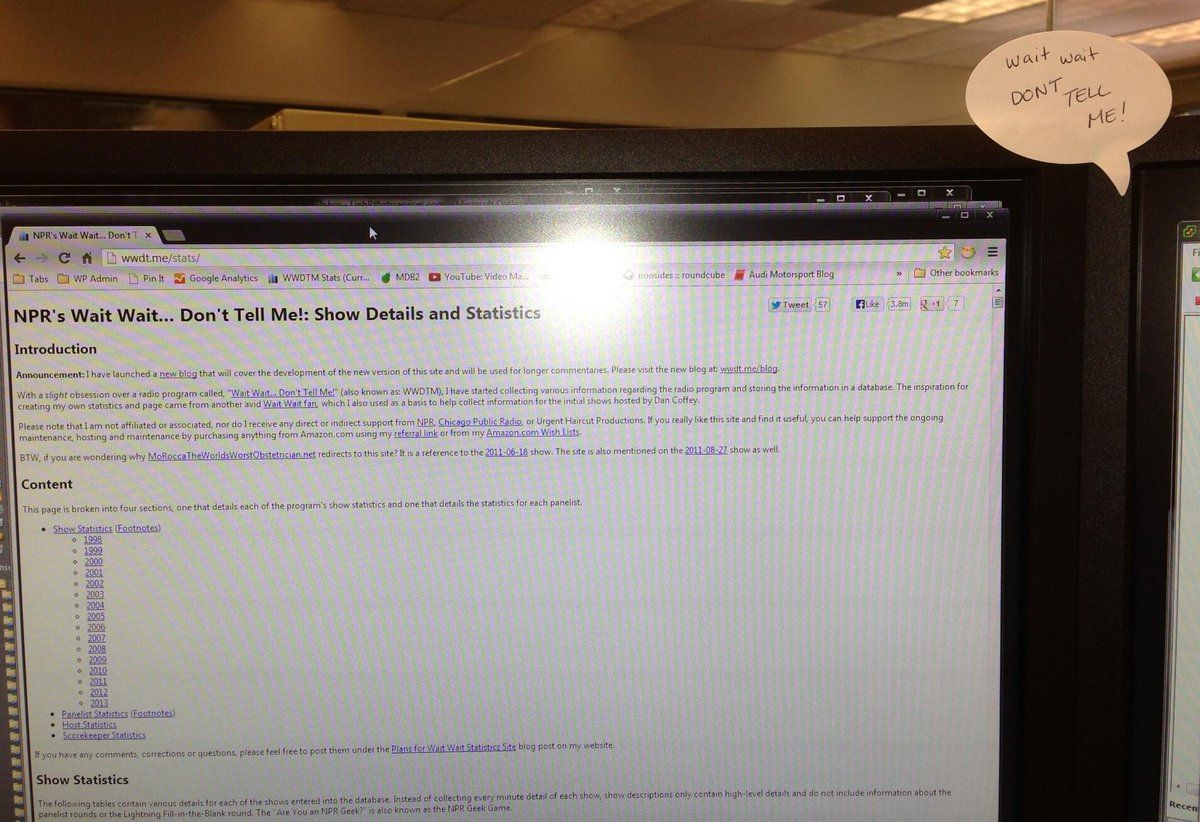 wait wait
DON'T TELL
ME!
NPR's Wait Wait... Don't T
wwdt.me/stats/
Tabs WP Admin Pin It Google Analytics WWDTM Stats (Curr... MDB2 YouTube: Video Ma... ironsides :: roundcube Audi Motorsport Blog » Other bookmarks
Tweet 57 Like 3.8m +1 7
NPR's Wait Wait... Don't Tell Me!: Show Details and Statistics
Introduction
Announcement: I have launched a new blog that will cover the development of the new version of this site and will be used for longer commentaries. Please visit the new blog at: wwdt.me/blog.
With a slight obsession over a radio program called, "Wait Wait... Don't Tell Me!" (also known as: WWDTM), I have started collecting various information regarding the radio program and storing the information in a database. The inspiration for
creating my own statistics and page came from another avid Wait Wait fan, which I also used as a basis to help collect information for the initial shows hosted by Dan Coffey.
Please note that I am not affiliated or associated, nor do I receive any direct or indirect support from NPR, Chicago Public Radio, or Urgent Haircut Productions. If you really like this site and find it useful, you can help support the ongoing
maintenance, hosting and maintenance by purchasing anything from Amazon.com using my referral link or from my Amazon.com Wish Lists.
BTW, if you are wondering why MoRoccaTheWorldsWorstObstetrician.net redirects to this site? It is a reference to the 2011-06-18 show. The site is also mentioned on the 2011-08-27 show as well.
Content
This page is broken into four sections, one that details each of the program's show statistics and one that details the statistics for each panelist.
Show Statistics (Footnotes)
1998
1999
2000
2001
2002
2003
2004
2005
2006
2007
2008
2009
2010
2011
2012
2013
Panelist Statistics (Footnotes)
Host Statistics
Scorekeeper Statistics
If you have any comments, corrections or questions, please feel free to post them under the Plans for Wait Wait Statistics Site blog post on my website.
Show Statistics
The following tables contain various details for each of the shows entered into the database. Instead of collecting every minute detail of each show, show descriptions only contain high-level details and do not include information about the
panelist rounds or the Lightning Fill-in-the-Blank round. The "Are You an NPR Geek?" is also known as the NPR Geek Game.
Recen